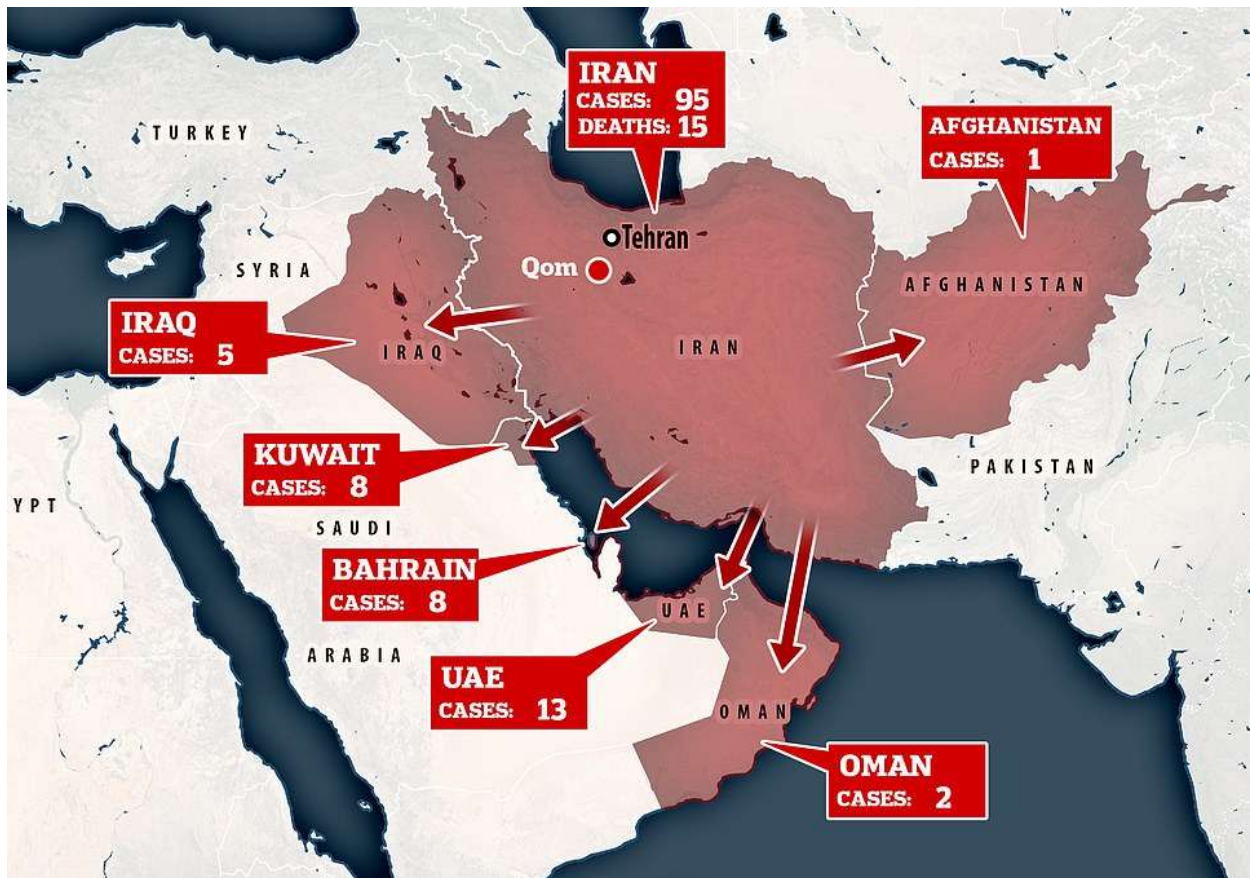 IRAN
CASES: 95
DEATHS: 15
AFGHANISTAN
CASES: 1
TURKEY
Tehran
Qom
SYRIA
AFGHANISTAN
IRAQ
CASES: 5
IRAQ
IRAN
KUWAIT
CASES: 8
PAKISTAN
YPT
SAUDI
BAHRAIN
CASES: 8
UAE
ARABIA
UAE
CASES: 13
OMAN
OMAN
CASES: 2